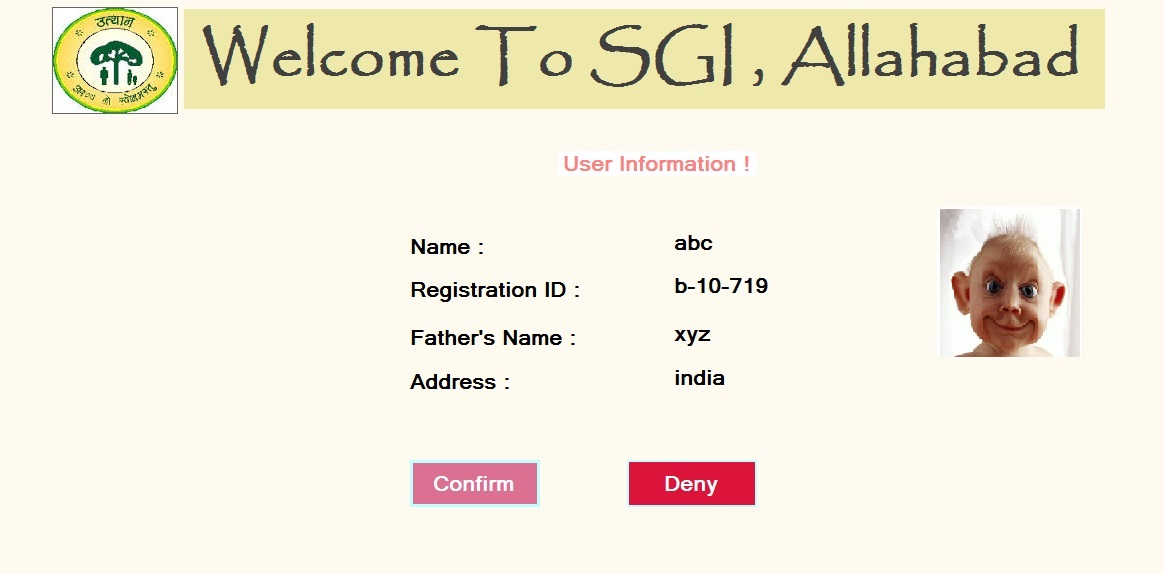 उत्थान
Welcome To SGI , Allahabad
User Information !
Name : abc
Registration ID : b-10-719
Father's Name : xyz
Address : india
Confirm Deny